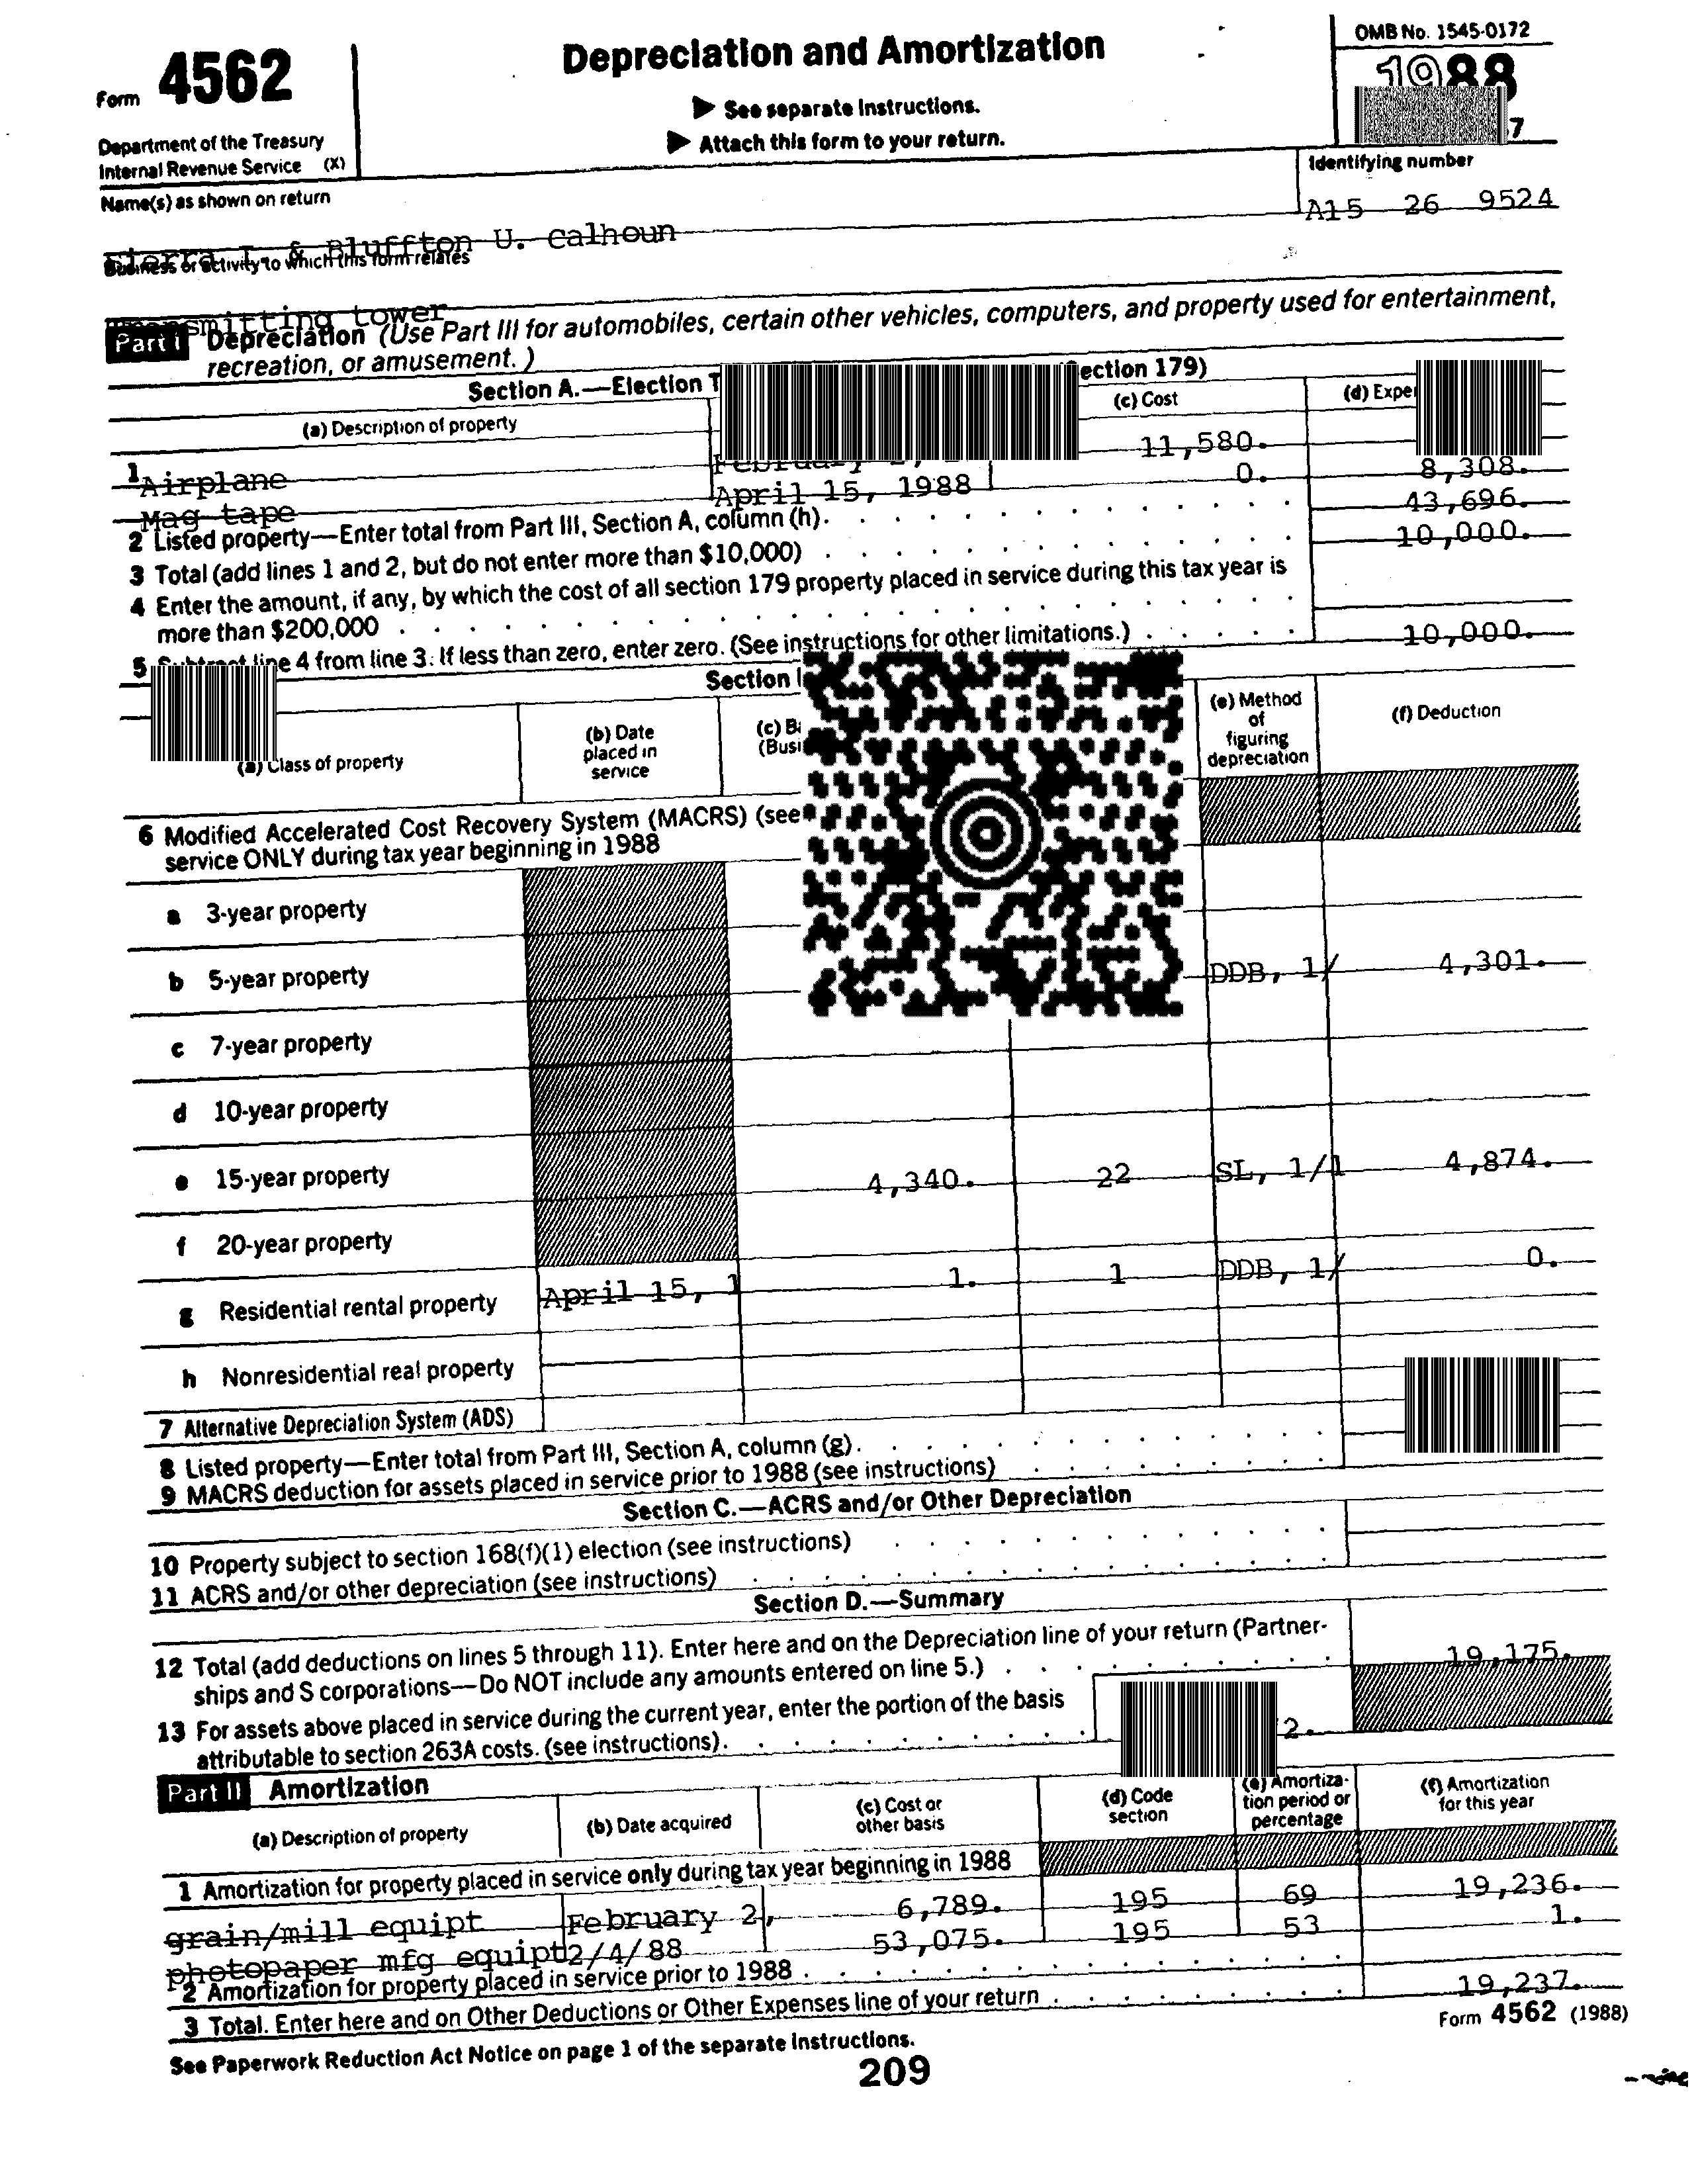 Form 4562
Department of the Treasury
Internal Revenue Service (X)
Depreciation and Amortization
▶ See separate Instructions.
▶ Attach this form to your return.
OMB No. 1545-0172
1988
7
Name(s) as shown on return
Identifying number
A15 26 9524
& Bluffton U. Calhoun
Business or activity to which this form relates
tower
Part I Depreciation (Use Part III for automobiles, certain other vehicles, computers, and property used for entertainment,
recreation, or amusement.)
Section A.—Election ection 179)
(a) Description of property (c) Cost (d)
1 Airplane 11,580.
Mag tape April 15, 1988 0. 8,308.
2 Listed property—Enter total from Part III, Section A, column (h). 43,696.
3 Total (add lines 1 and 2, but do not enter more than $10,000) 10,000.
4 Enter the amount, if any, by which the cost of all section 179 property placed in service during this tax year is
more than $200,000
5 line 4 from line 3. If less than zero, enter zero. (See instructions for other limitations.) 10,000.
Section
(a) Class of property
(b) Date
placed in
service
(c)
(e) Method
of
figuring
depreciation
(f) Deduction
6 Modified Accelerated Cost Recovery System (MACRS) (see
service ONLY during tax year beginning in 1988
a 3-year property
b 5-year property DDB, 1/ 4,301.
c 7-year property
d 10-year property
e 15-year property 4,340. 22 SL, 1/1 4,874.
f 20-year property
g Residential rental property April 15, 1 1. 1 DDB, 1/ 0.
h Nonresidential real property
7 Alternative Depreciation System (ADS)
8 Listed property—Enter total from Part III, Section A, column (g).
9 MACRS deduction for assets placed in service prior to 1988 (see instructions)
Section C.—ACRS and/or Other Depreciation
10 Property subject to section 168(f)(1) election (see instructions)
11 ACRS and/or other depreciation (see instructions)
Section D.—Summary
12 Total (add deductions on lines 5 through 11). Enter here and on the Depreciation line of your return (Partner-
ships and S corporations—Do NOT include any amounts entered on line 5.) 19,175.
13 For assets above placed in service during the current year, enter the portion of the basis
attributable to section 263A costs. (see instructions). 2.
Part II Amortization
(a) Description of property
(b) Date acquired
(c) Cost or
other basis
(d) Code
section
(e) Amortiza-
tion period or
percentage
(f) Amortization
for this year
1 Amortization for property placed in service only during tax year beginning in 1988
grain/mill equipt February 2, 6,789. 195 69 19,236.
photopaper mfg equipt 2/4/88 53,075. 195 53 1.
2 Amortization for property placed in service prior to 1988
3 Total. Enter here and on Other Deductions or Other Expenses line of your return 19,237.
See Paperwork Reduction Act Notice on page 1 of the separate instructions.
Form 4562 (1988)
209